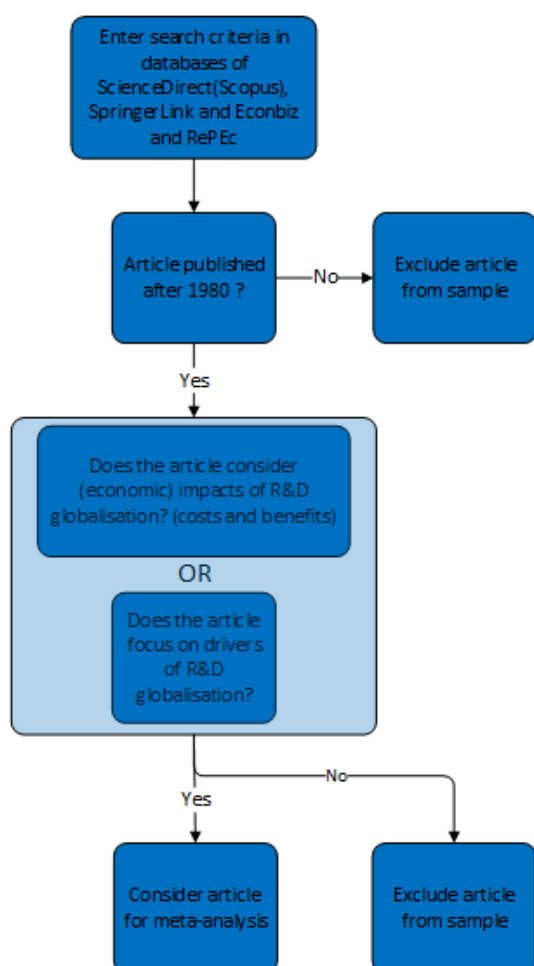 Enter search criteria in
databases of
ScienceDirect(Scopus),
SpringerLink and Econbiz
and RePEc
Article published
after 1980 ?
No
Exclude article
from sample
Yes
Does the article consider
(economic) impacts of R&D
globalisation? (costs and benefits)
OR
Does the article
focus on drivers
of R&D
globalisation?
No
Yes
Consider article
for meta-analysis
Exclude article
from sample